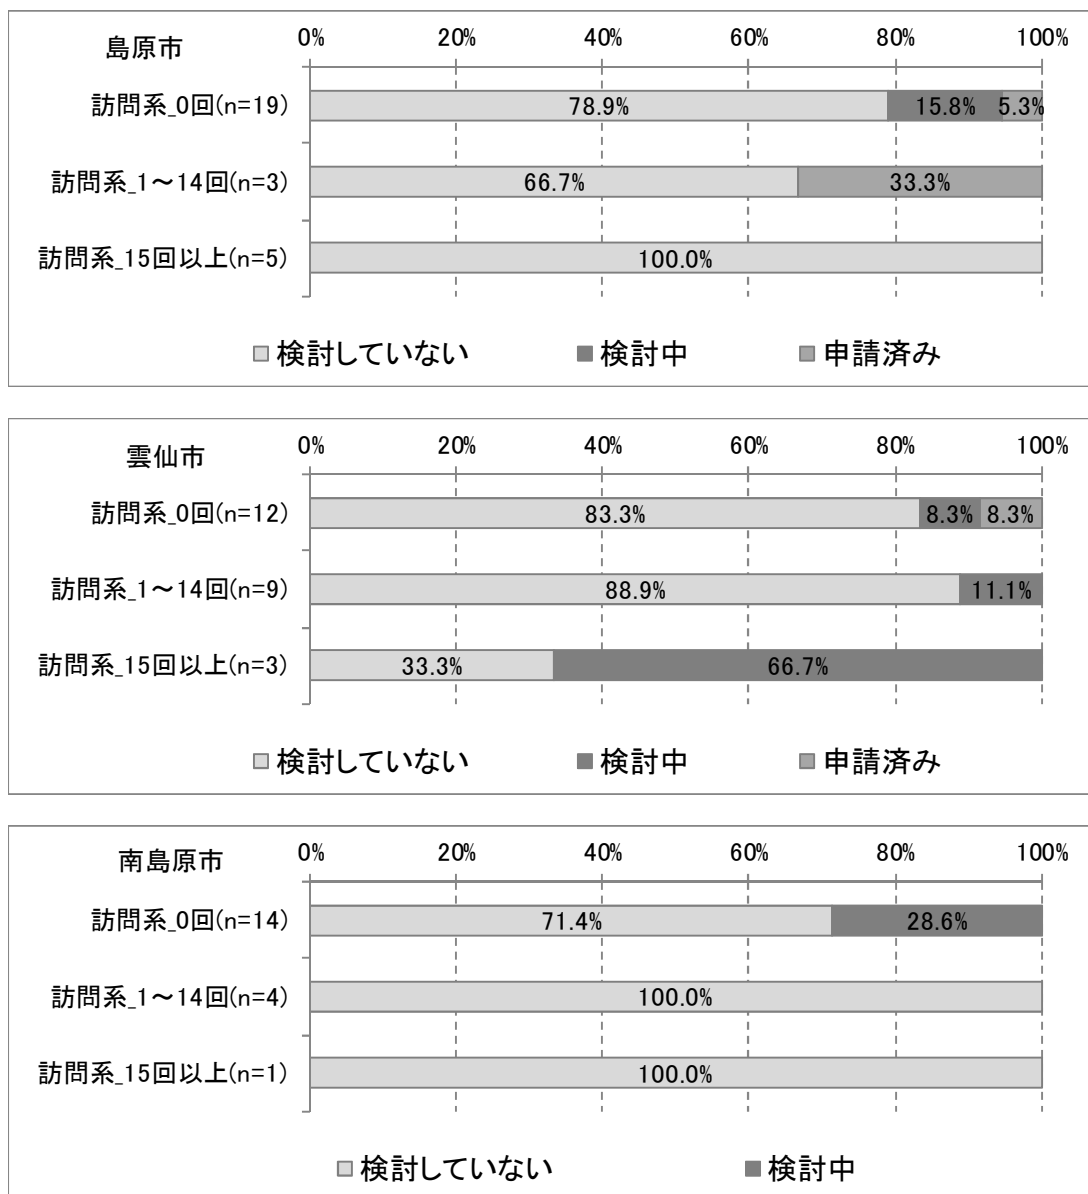 島原市
0% 20% 40% 60% 80% 100%
訪問系_0回(n=19) 78.9% 15.8% 5.3%
訪問系_1～14回(n=3) 66.7% 33.3%
訪問系_15回以上(n=5) 100.0%
検討していない 検討中 申請済み
雲仙市
0% 20% 40% 60% 80% 100%
訪問系_0回(n=12) 83.3% 8.3% 8.3%
訪問系_1～14回(n=9) 88.9% 11.1%
訪問系_15回以上(n=3) 33.3% 66.7%
検討していない 検討中 申請済み
南島原市
0% 20% 40% 60% 80% 100%
訪問系_0回(n=14) 71.4% 28.6%
訪問系_1～14回(n=4) 100.0%
訪問系_15回以上(n=1) 100.0%
検討していない 検討中